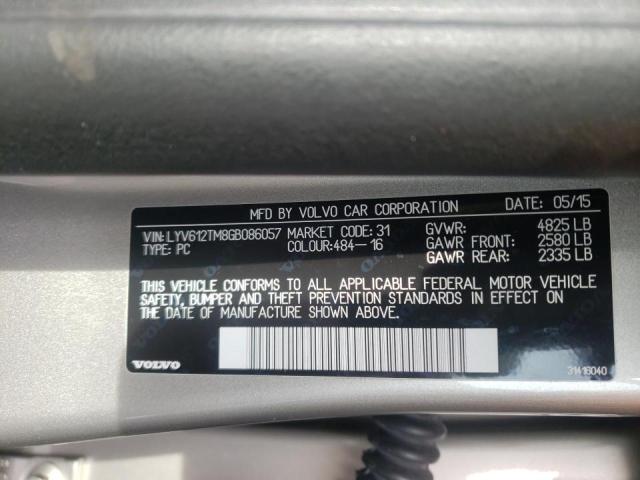 MFD BY VOLVO CAR CORPORATION DATE: 05/15
VIN: LYV612TM8GB086057 MARKET CODE: 31 GVWR: 4825 LB
TYPE: PC COLOUR: 484-16 GAWR FRONT: 2580 LB
GAWR REAR: 2335 LB
THIS VEHICLE CONFORMS TO ALL APPLICABLE FEDERAL MOTOR VEHICLE
SAFETY, BUMPER AND THEFT PREVENTION STANDARDS IN EFFECT ON
THE DATE OF MANUFACTURE SHOWN ABOVE.
VOLVO 31416040